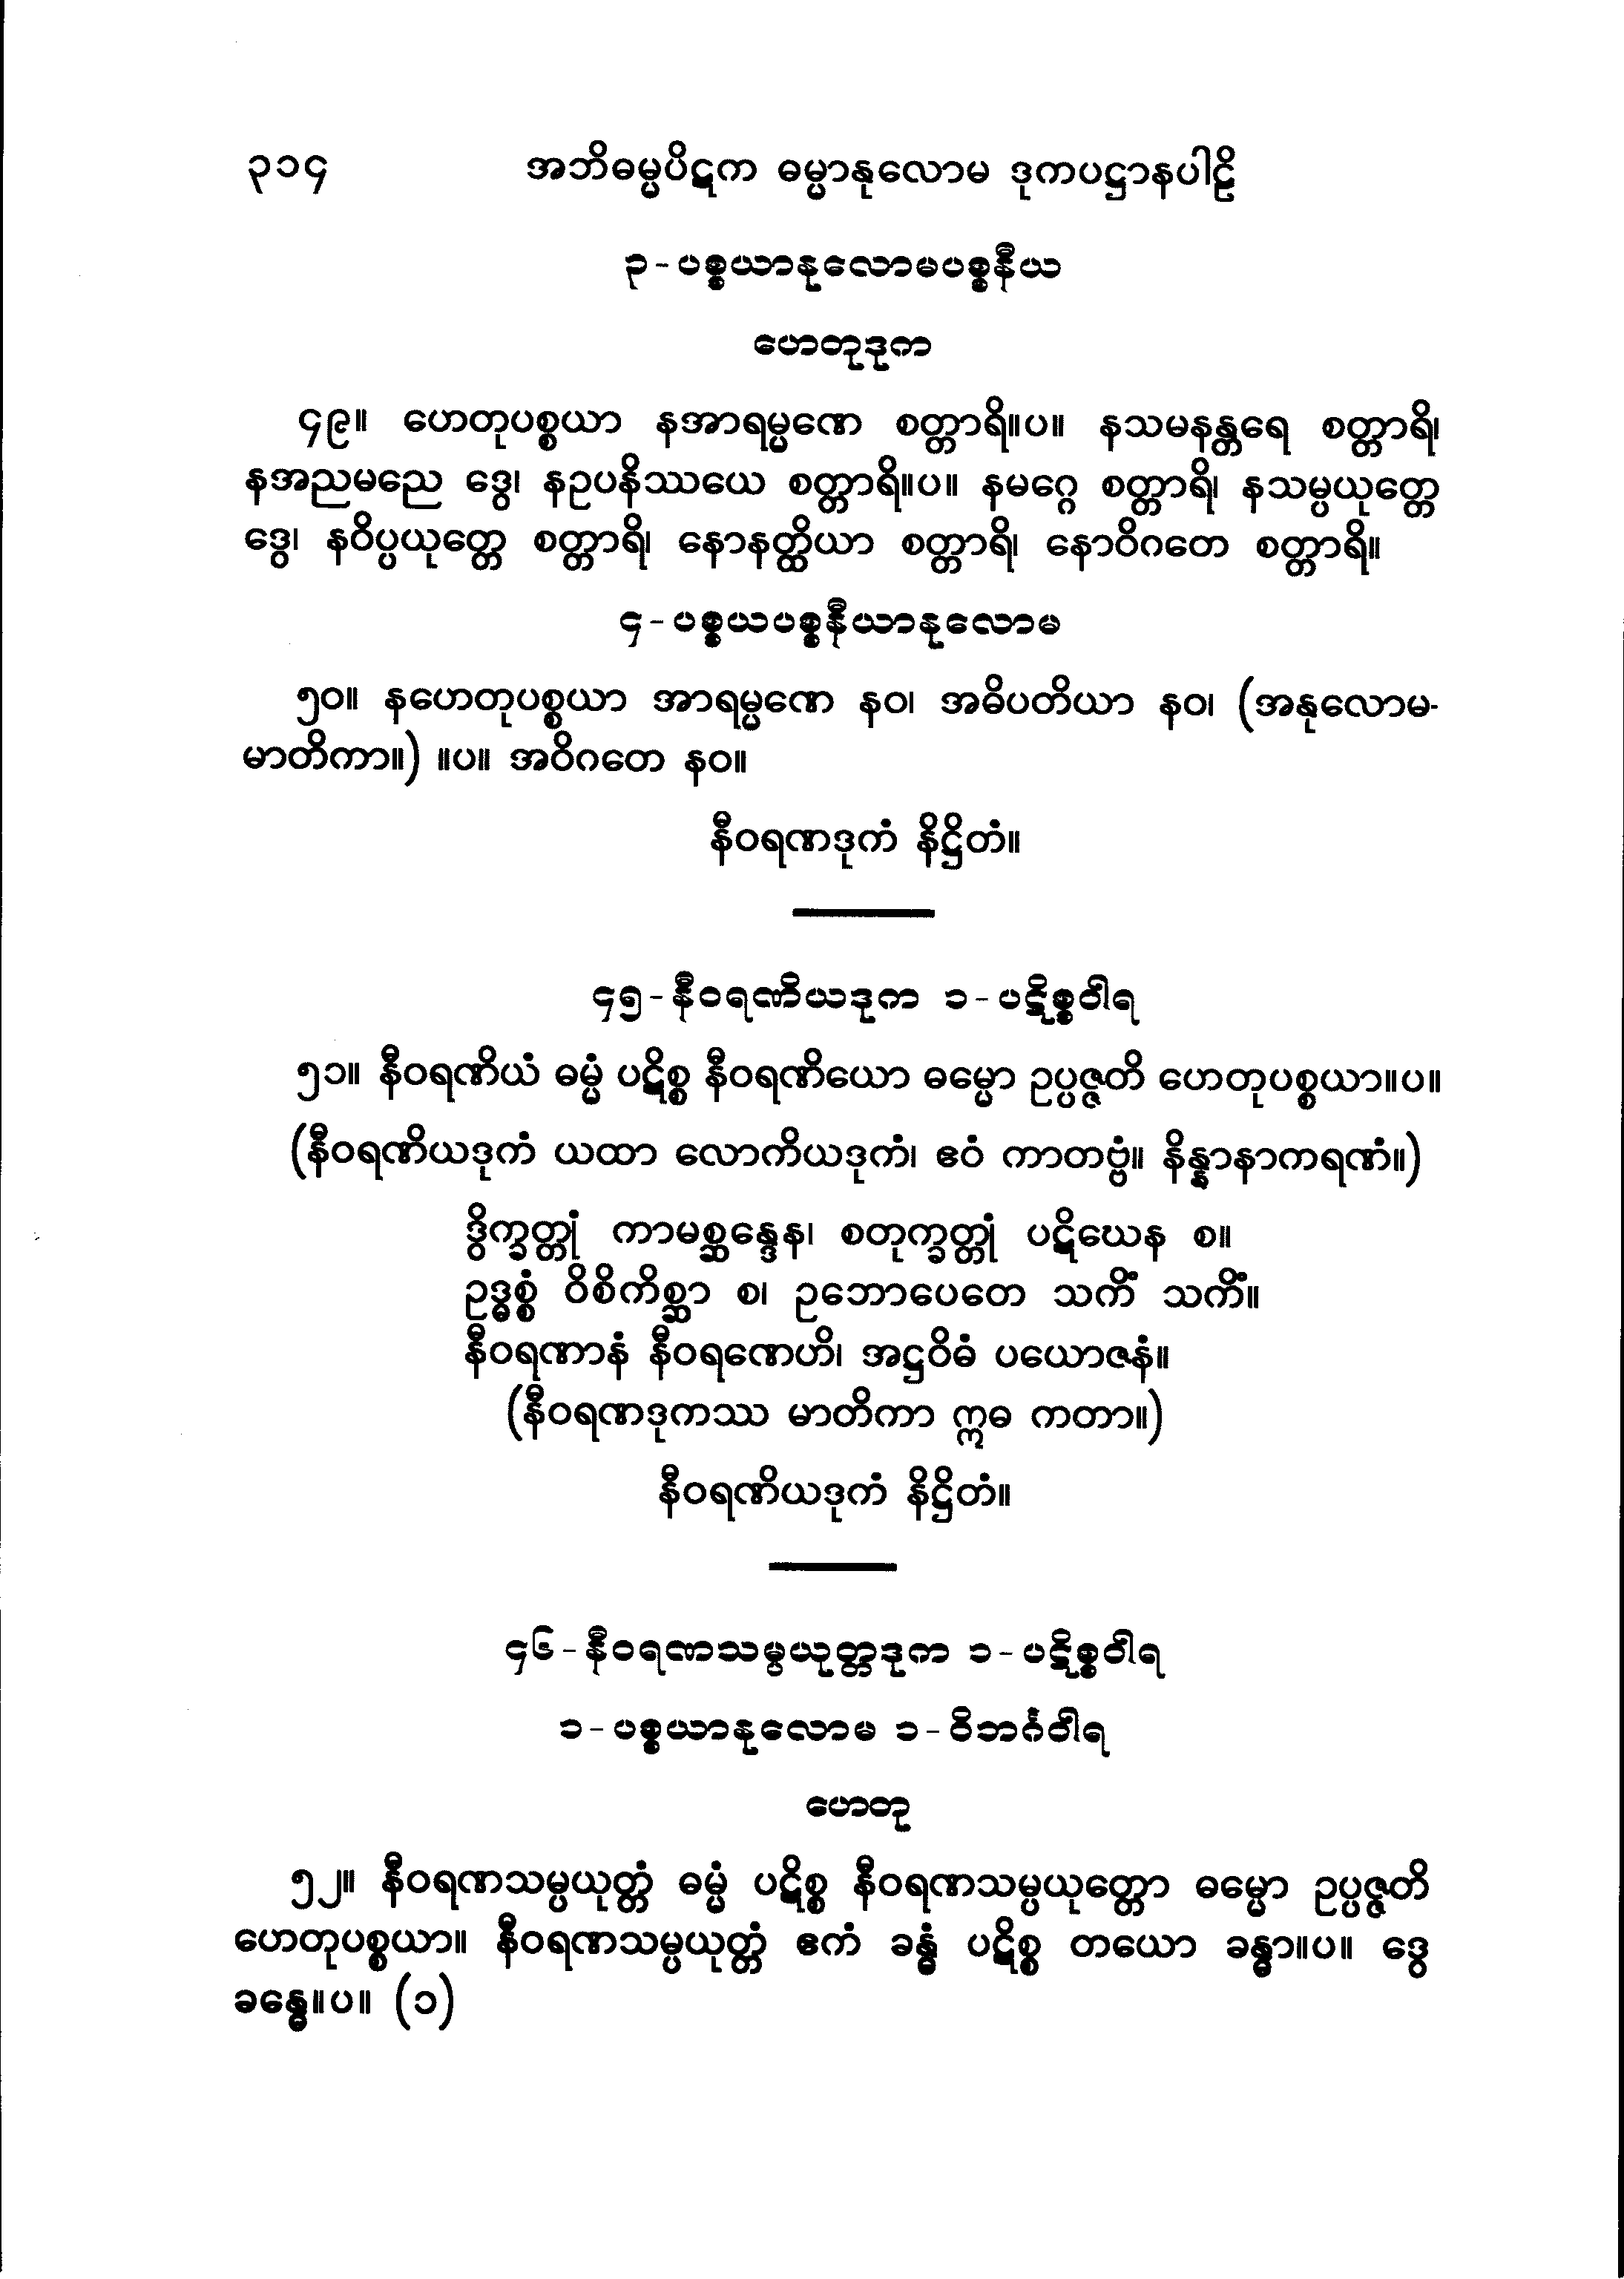 ၃၁၄ အဘိဓမ္မပိဋက ဓမ္မာနုလောမ ဒုကပဋ္ဌာနပါဠိ
၃-ပစ္စယာနုလောမပစ္စနီယ
ဟေတုဒုက
၄၉။ ဟေတုပစ္စယာ နအာရမ္မဏေ စတ္တာရိ။ပ။ နသမနန္တရေ စတ္တာရိ၊
နအညမညေ ဒွေ၊ နဥပနိဿယေ စတ္တာရိ။ပ။ နမဂ္ဂေ စတ္တာရိ၊ နသမ္ပယုတ္တေ
ဒွေ၊ နဝိပ္ပယုတ္တေ စတ္တာရိ၊ နောနတ္ထိယာ စတ္တာရိ၊ နောဝိဂတေ စတ္တာရိ။
၄-ပစ္စယပစ္စနီယာနုလောမ
၅၀။ နဟေတုပစ္စယာ အာရမ္မဏေ နဝ၊ အဓိပတိယာ နဝ၊ (အနုလောမ-
မာတိကာ။) ။ပ။ အဝိဂတေ နဝ။
နီဝရဏဒုကံ နိဋ္ဌိတံ။
၄၅-နီဝရဏိယဒုက ၁-ပဋိစ္စဝါရ
၅၁။ နီဝရဏိယံ ဓမ္မံ ပဋိစ္စ နီဝရဏိယော ဓမ္မော ဥပ္ပဇ္ဇတိ ဟေတုပစ္စယာ။ပ။
(နီဝရဏိယဒုကံ ယထာ လောကိယဒုကံ၊ ဧဝံ ကာတဗ္ဗံ။ နိန္နာနာကရဏံ။)
ဒွိက္ခတ္တုံ ကာမစ္ဆန္ဒေန၊ စတုက္ခတ္တုံ ပဋိဃေန စ။
ဥဒ္ဓစ္စံ ဝိစိကိစ္ဆာ စ၊ ဥဘောပေတေ သကိံ သကိံ။
နီဝရဏာနံ နီဝရဏေဟိ၊ အဋ္ဌဝိဓံ ပယောဇနံ။
(နီဝရဏဒုကဿ မာတိကာ ဣဓ ကတာ။)
နီဝရဏိယဒုကံ နိဋ္ဌိတံ။
၄၆-နီဝရဏသမ္ပယုတ္တဒုက ၁-ပဋိစ္စဝါရ
၁-ပစ္စယာနုလောမ ၁-ဝိဘင်္ဂဝါရ
ဟေတု
၅၂။ နီဝရဏသမ္ပယုတ္တံ ဓမ္မံ ပဋိစ္စ နီဝရဏသမ္ပယုတ္တော ဓမ္မော ဥပ္ပဇ္ဇတိ
ဟေတုပစ္စယာ။ နီဝရဏသမ္ပယုတ္တံ ဧကံ ခန္ဓံ ပဋိစ္စ တယော ခန္ဓာ။ပ။ ဒွေ
ခန္ဓေ။ပ။ (၁)